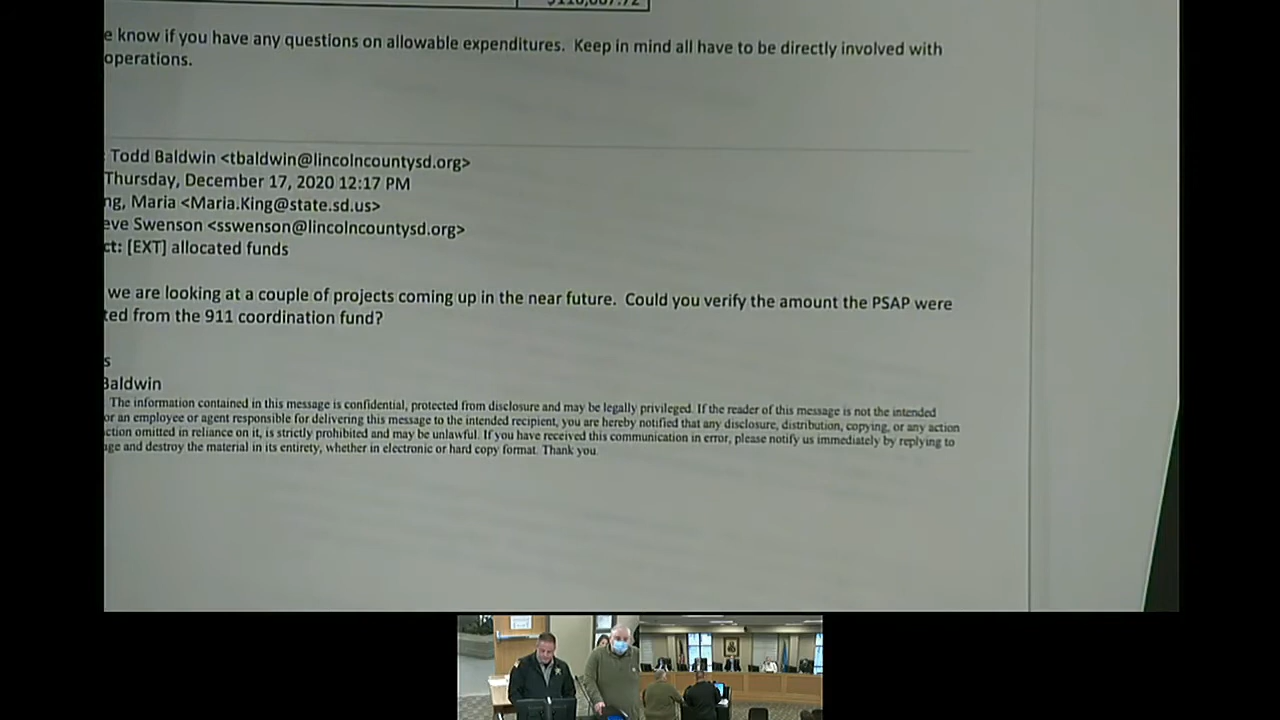 e know if you have any questions on allowable expenditures. Keep in mind all have to be directly involved with
operations.
Todd Baldwin <tbaldwin@lincolncountysd.org>
Thursday, December 17, 2020 12:17 PM
ng, Maria <Maria.King@state.sd.us>
eve Swenson <sswenson@lincolncountysd.org>
ct: [EXT] allocated funds
we are looking at a couple of projects coming up in the near future. Could you verify the amount the PSAP were
ted from the 911 coordination fund?
s
Baldwin
The information contained in this message is confidential, protected from disclosure and may be legally privileged. If the reader of this message is not the intended
or an employee or agent responsible for delivering this message to the intended recipient, you are hereby notified that any disclosure, distribution, copying, or any action
ction omitted in reliance on it, is strictly prohibited and may be unlawful. If you have received this communication in error, please notify us immediately by replying to
age and destroy the material in its entirety, whether in electronic or hard copy format. Thank you.